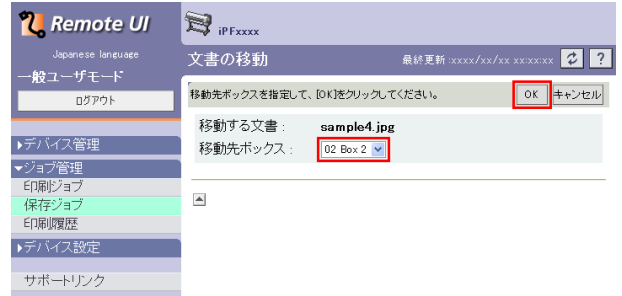 Remote UI
Japanese language
一般ユーザモード
ログアウト
▸デバイス管理
▾ジョブ管理
印刷ジョブ
保存ジョブ
印刷履歴
▸デバイス設定
サポートリンク
iPFxxxx
文書の移動
最終更新 :xxxx/xx/xx xx:xx:xx
?
移動先ボックスを指定して、[OK]をクリックしてください。
OK
キャンセル
移動する文書 : sample4.jpg
移動先ボックス : 02 Box 2